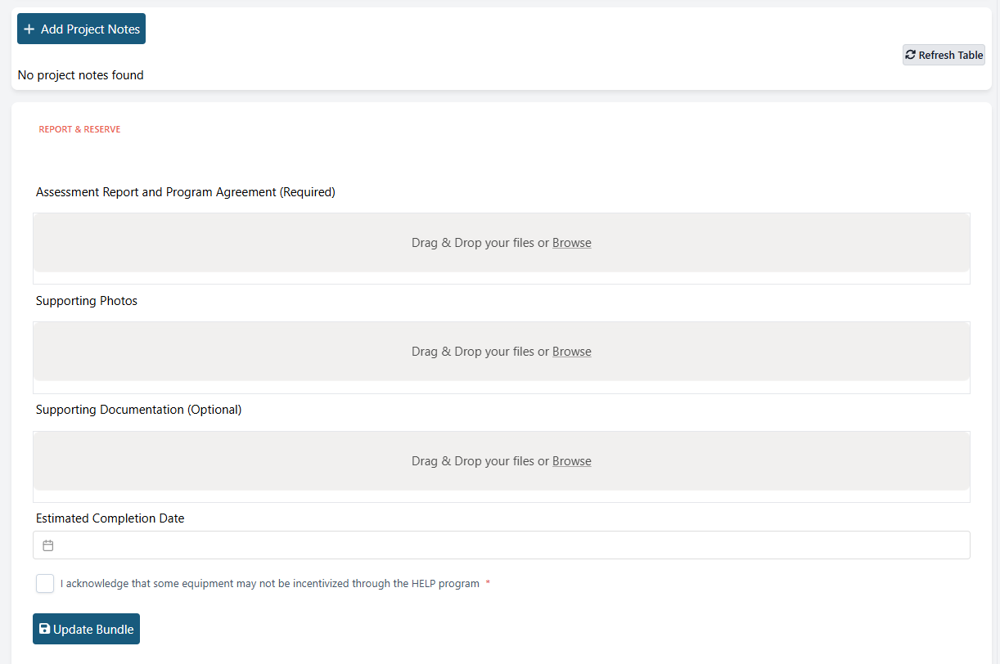 Add Project Notes
Refresh Table
No project notes found
REPORT & RESERVE
Assessment Report and Program Agreement (Required)
Drag & Drop your files or Browse
Supporting Photos
Drag & Drop your files or Browse
Supporting Documentation (Optional)
Drag & Drop your files or Browse
Estimated Completion Date
I acknowledge that some equipment may not be incentivized through the HELP program *
Update Bundle